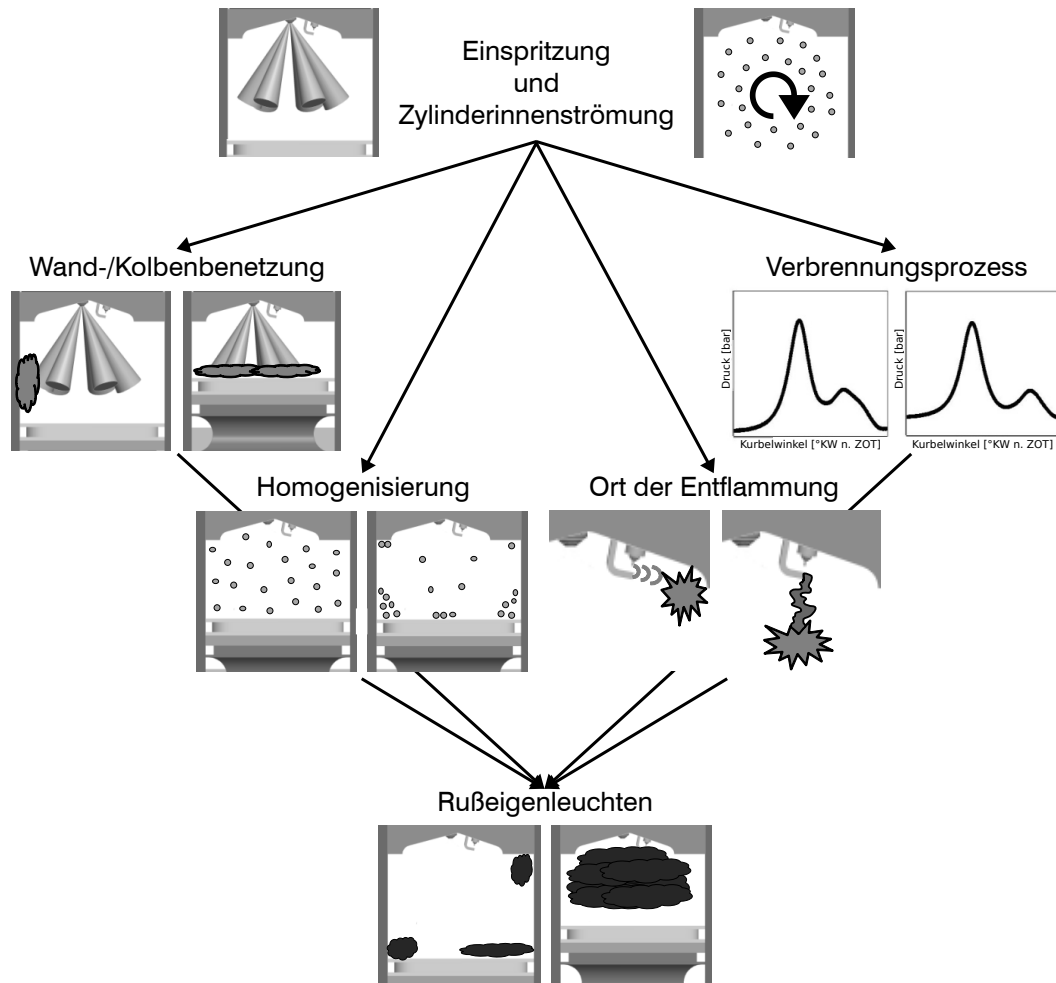 Einspritzung
und
Zylinderinnenströmung
Wand-/Kolbenbenetzung
Verbrennungsprozess
Druck [bar]
Kurbelwinkel [°KW n. ZOT]
Druck [bar]
Kurbelwinkel [°KW n. ZOT]
Homogenisierung
Ort der Entflammung
Rußeigenleuchten